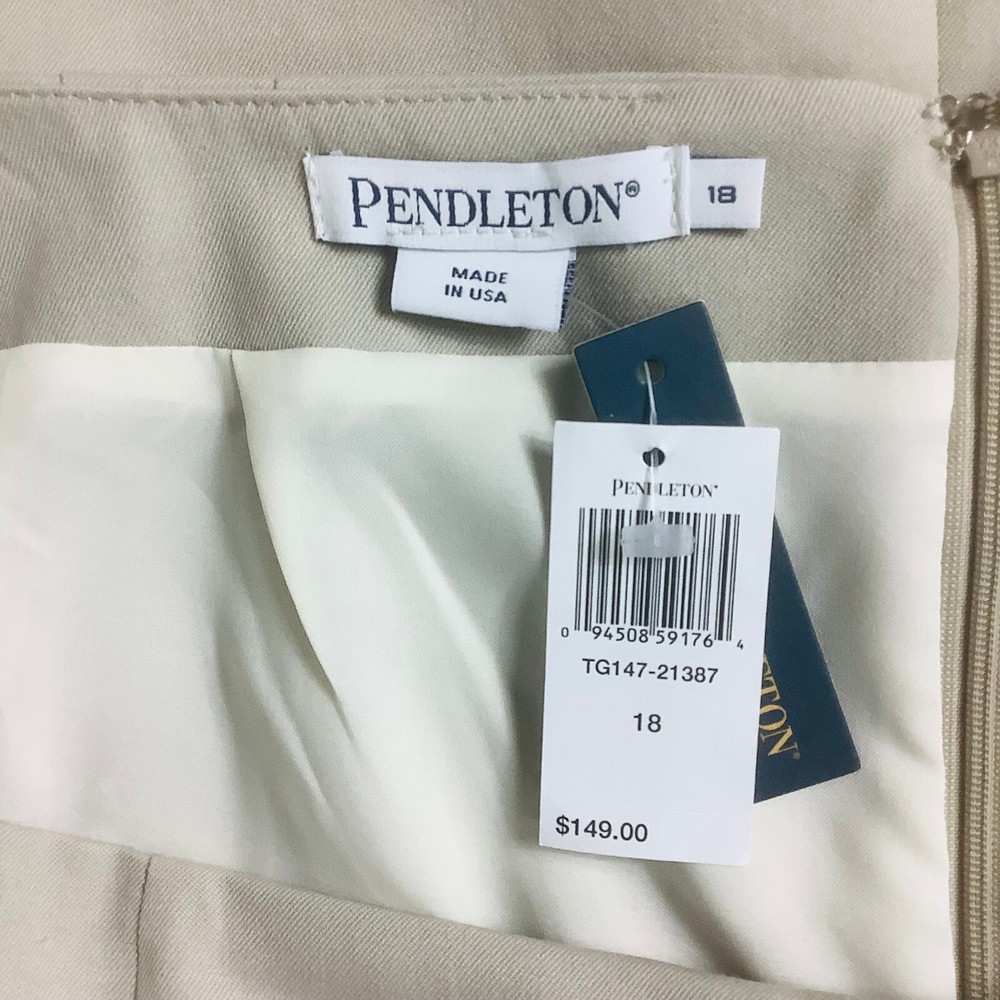 PENDLETON®
18
MADE
IN USA
PENDLETON®
0 94508 59176 4
TG147-21387
18
$149.00